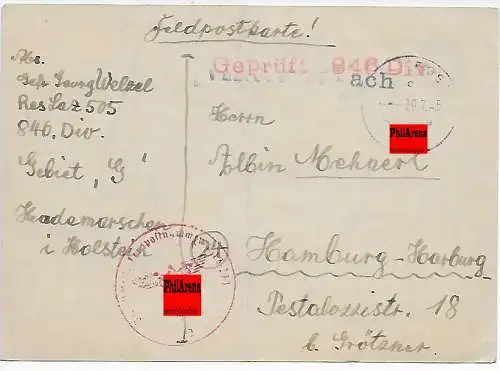 Feldpostkarte!
Abs.
Gefr. Georg Welzel
Res Laz 505
846. Div.
Gebiet "G"
Hademarschen
i Holstein
Geprüft 846 Div
Herrn
Albin Mehnert
Hamburg-Harburg
Pestalozzistr. 18
b. Grötzner.
PhilArena
PhilArena